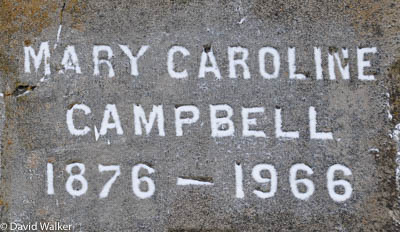 MARY CAROLINE
CAMPBELL
1876 — 1966
© David Walker